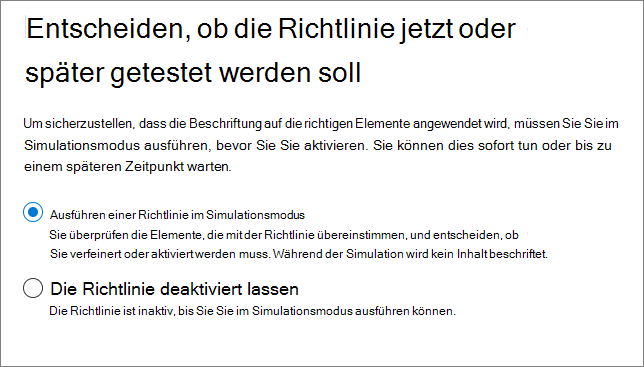 Entscheiden, ob die Richtlinie jetzt oder
später getestet werden soll
Um sicherzustellen, dass die Beschriftung auf die richtigen Elemente angewendet wird, müssen Sie Sie im
Simulationsmodus ausführen, bevor Sie Sie aktivieren. Sie können dies sofort tun oder bis zu
einem späteren Zeitpunkt warten.
Ausführen einer Richtlinie im Simulationsmodus
Sie überprüfen die Elemente, die mit der Richtlinie übereinstimmen, und entscheiden, ob
Sie verfeinert oder aktiviert werden muss. Während der Simulation wird kein Inhalt beschriftet.
Die Richtlinie deaktiviert lassen
Die Richtlinie ist inaktiv, bis Sie Sie im Simulationsmodus ausführen können.